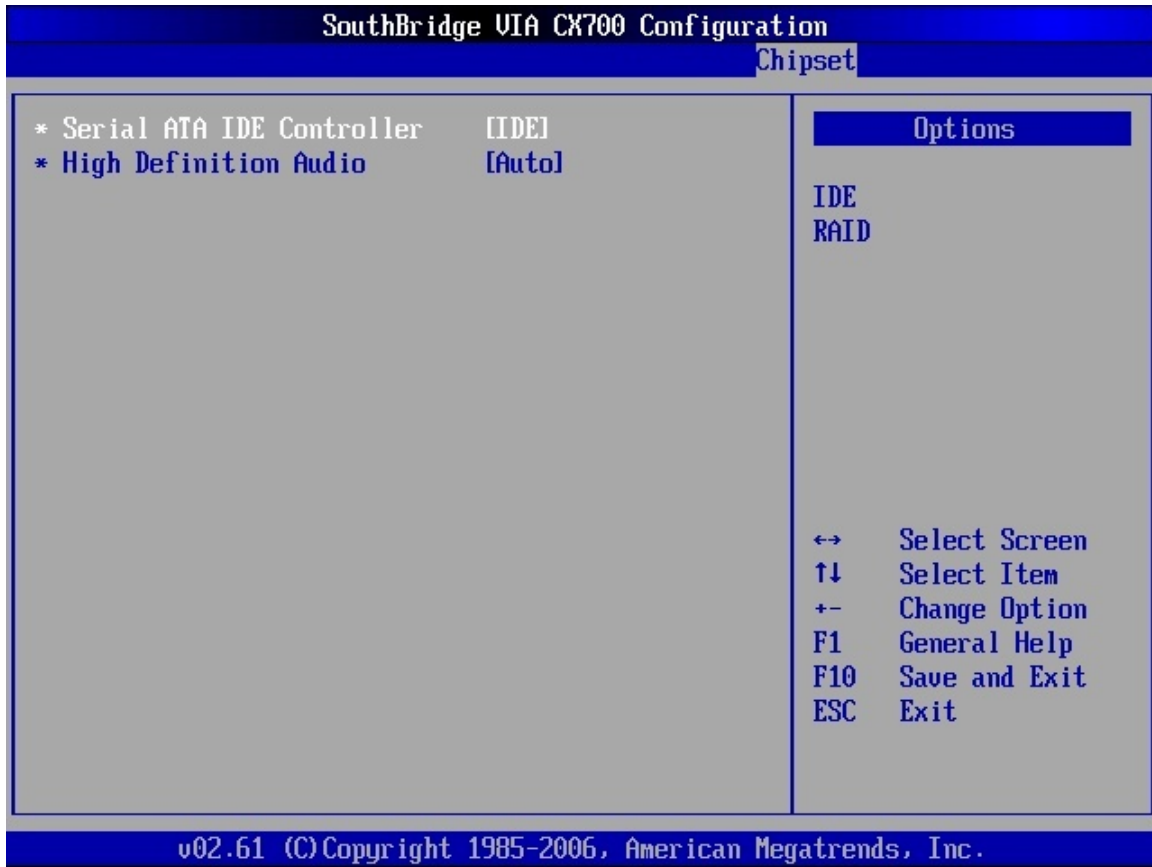 SouthBridge VIA CX700 Configuration
Chipset
* Serial ATA IDE Controller [IDE]
* High Definition Audio [Auto]
Options
IDE
RAID
←→ Select Screen
↑↓ Select Item
+- Change Option
F1 General Help
F10 Save and Exit
ESC Exit
v02.61 (C)Copyright 1985-2006, American Megatrends, Inc.